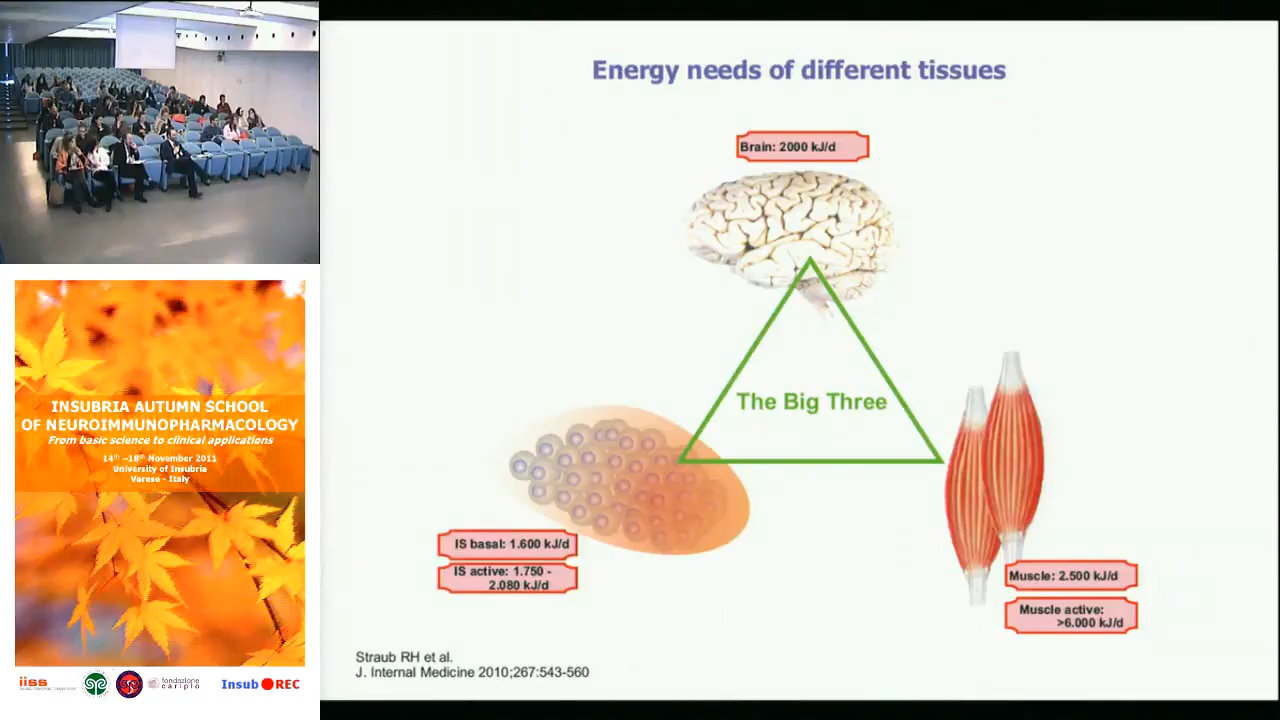 Energy needs of different tissues
Brain: 2000 kJ/d
The Big Three
IS basal: 1.600 kJ/d
IS active: 1.750 -
2.080 kJ/d
Muscle: 2.500 kJ/d
Muscle active:
>6.000 kJ/d
Straub RH et al.
J. Internal Medicine 2010;267:543-560
INSUBRIA AUTUMN SCHOOL
OF NEUROIMMUNOPHARMACOLOGY
From basic science to clinical applications
14th –18th November 2011
University of Insubria
Varese - Italy
iiss
fondazione
cariplo
Insub REC